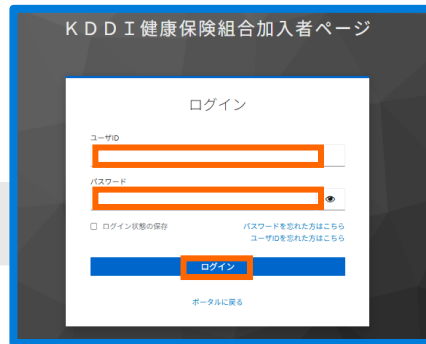 ＫＤＤＩ健康保険組合加入者ページ
ログイン
ユーザID
パスワード
ログイン状態の保存
パスワードを忘れた方はこちら
ユーザIDを忘れた方はこちら
ログイン
ポータルに戻る